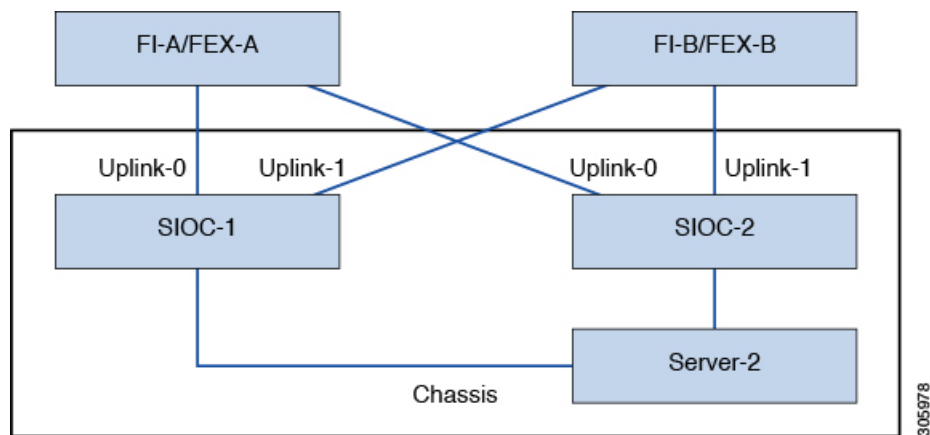 FI-A/FEX-A
FI-B/FEX-B
Uplink-0
Uplink-1
Uplink-0
Uplink-1
SIOC-1
SIOC-2
Server-2
Chassis
305978